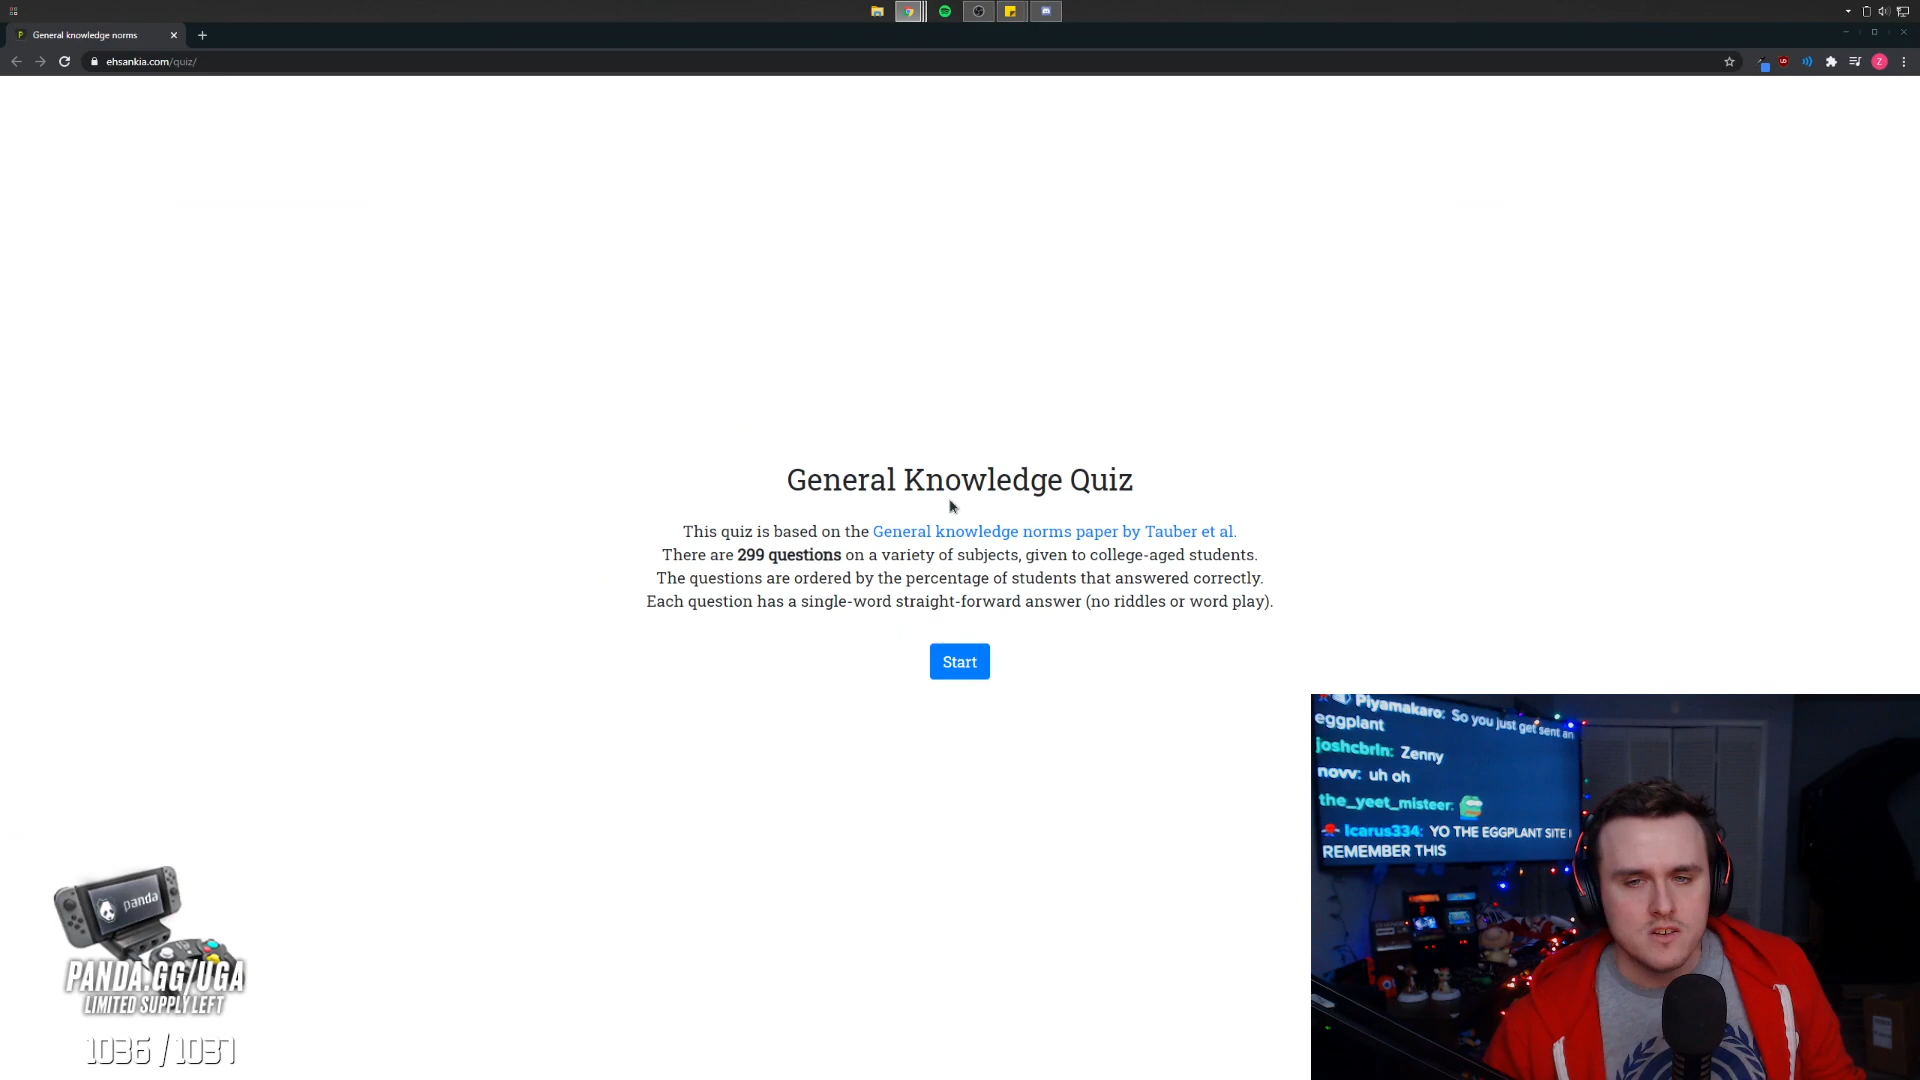 General knowledge norms
ehsankia.com/quiz/
Z
General Knowledge Quiz
This quiz is based on the General knowledge norms paper by Tauber et al.
There are 299 questions on a variety of subjects, given to college-aged students.
The questions are ordered by the percentage of students that answered correctly.
Each question has a single-word straight-forward answer (no riddles or word play).
Start
Piyamakaro: So you just get sent an
eggplant
joshcbrln: Zenny
novv: uh oh
the_yeet_misteer:
Icarus334: YO THE EGGPLANT SITE I
REMEMBER THIS
panda
PANDA.GG/UGA
LIMITED SUPPLY LEFT
1036 / 1037